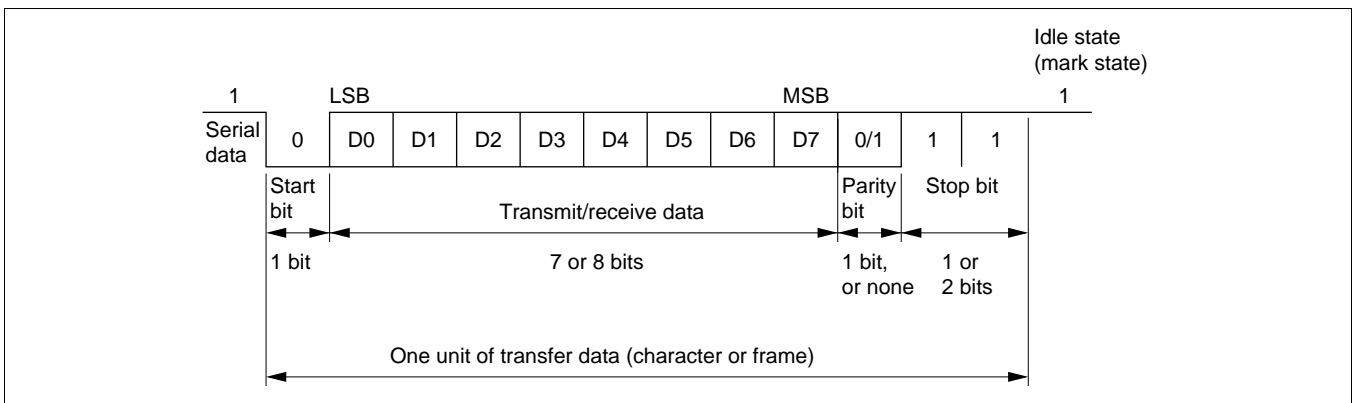 Idle state
(mark state)
1 LSB MSB 1
Serial
data
0 D0 D1 D2 D3 D4 D5 D6 D7 0/1 1 1
Start
bit
Transmit/receive data
Parity
bit
Stop bit
1 bit
7 or 8 bits
1 bit,
or none
1 or
2 bits
One unit of transfer data (character or frame)